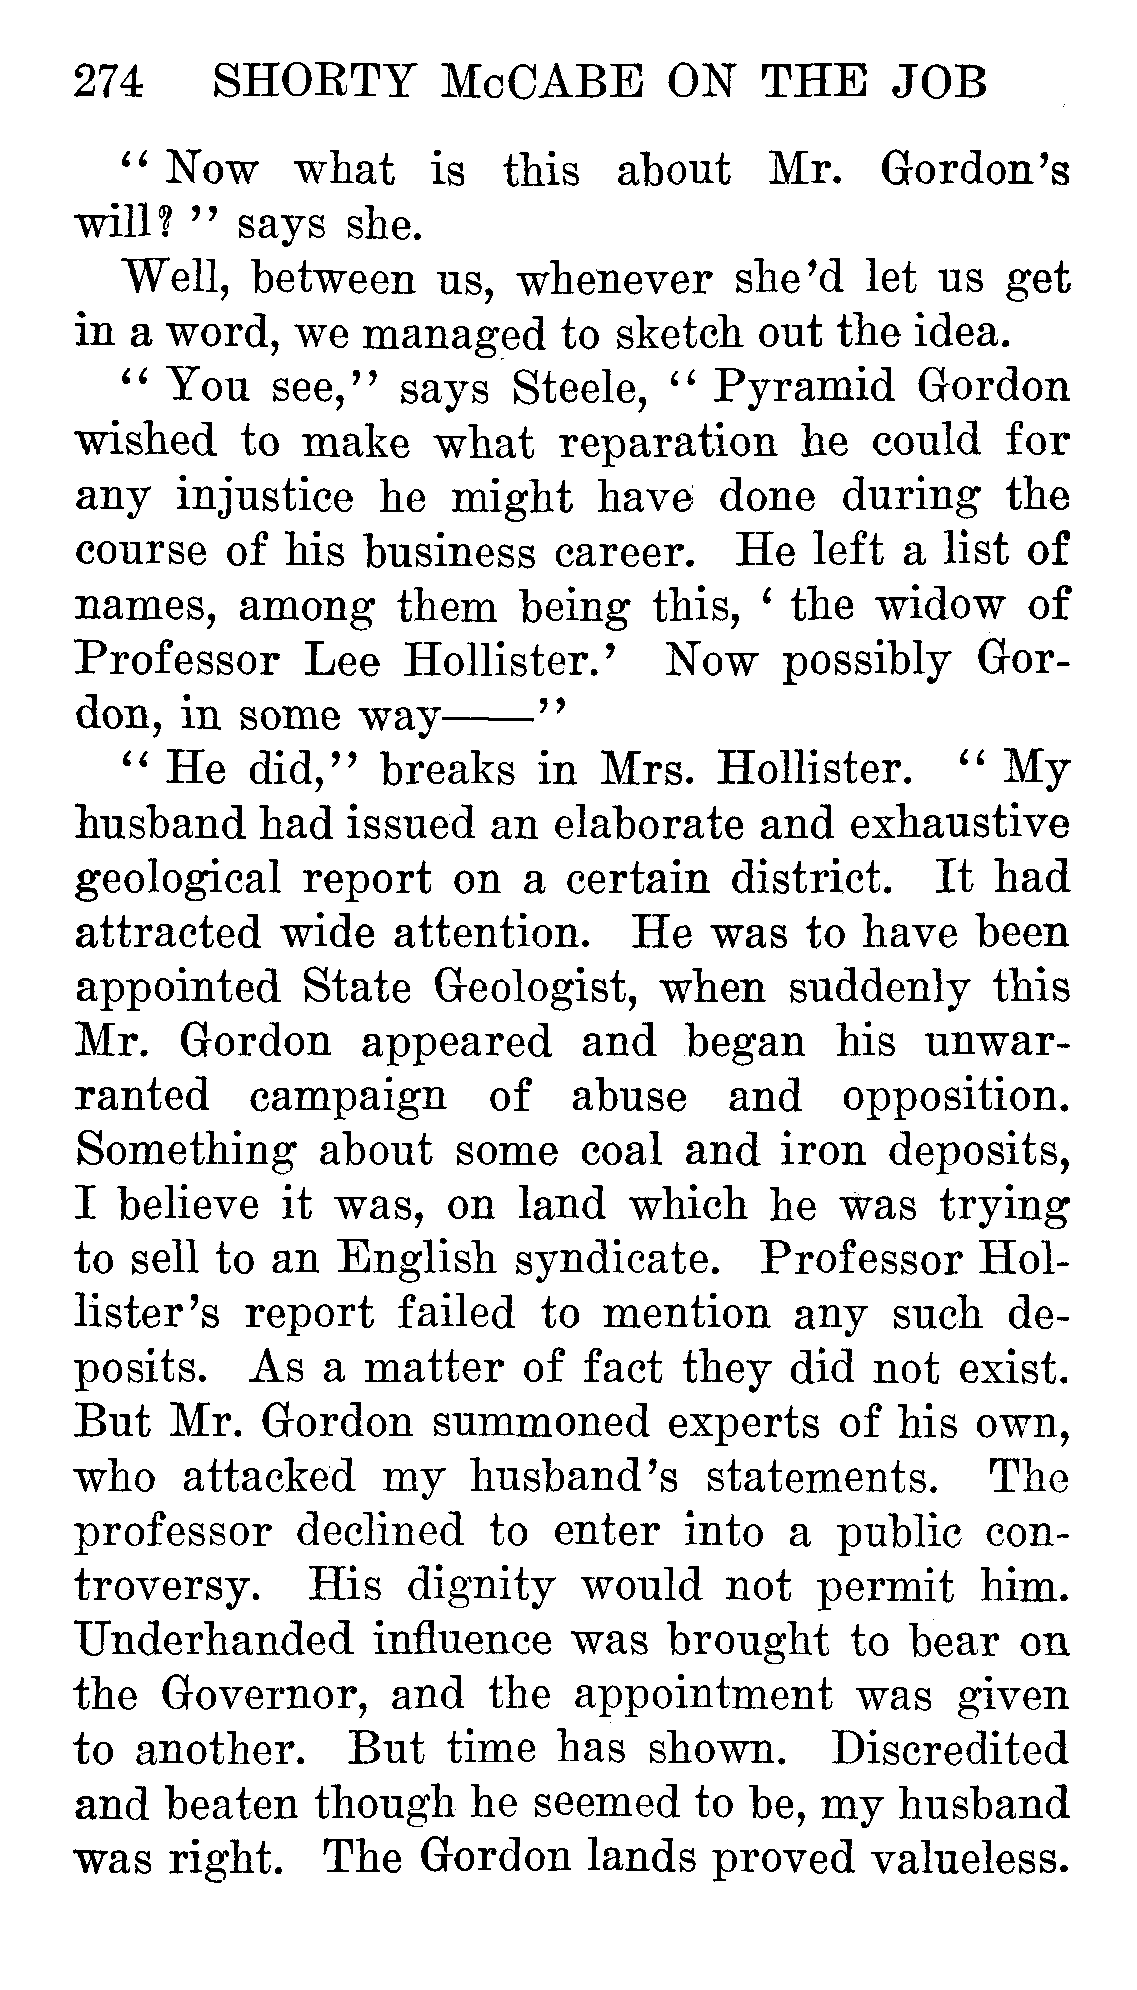 274 SHORTY McCABE ON THE JOB
“ Now what is this about Mr. Gordon’s
will? ” says she.
Well, between us, whenever she’d let us get
in a word, we managed to sketch out the idea.
“ You see,” says Steele, “ Pyramid Gordon
wished to make what reparation he could for
any injustice he might have done during the
course of his business career. He left a list of
names, among them being this, ‘ the widow of
Professor Lee Hollister.’ Now possibly Gor-
don, in some way——”
“ He did,” breaks in Mrs. Hollister. “ My
husband had issued an elaborate and exhaustive
geological report on a certain district. It had
attracted wide attention. He was to have been
appointed State Geologist, when suddenly this
Mr. Gordon appeared and began his unwar-
ranted campaign of abuse and opposition.
Something about some coal and iron deposits,
I believe it was, on land which he was trying
to sell to an English syndicate. Professor Hol-
lister’s report failed to mention any such de-
posits. As a matter of fact they did not exist.
But Mr. Gordon summoned experts of his own,
who attacked my husband’s statements. The
professor declined to enter into a public con-
troversy. His dignity would not permit him.
Underhanded influence was brought to bear on
the Governor, and the appointment was given
to another. But time has shown. Discredited
and beaten though he seemed to be, my husband
was right. The Gordon lands proved valueless.